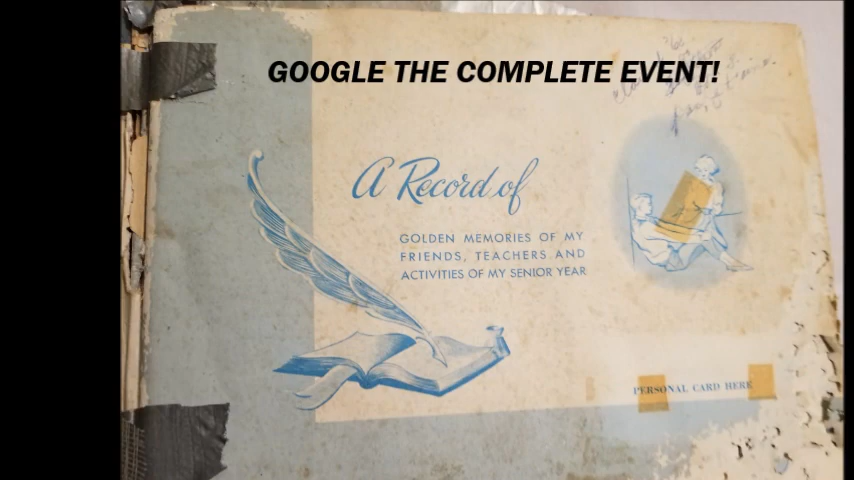 GOOGLE THE COMPLETE EVENT!
A Record of
GOLDEN MEMORIES OF MY
FRIENDS, TEACHERS AND
ACTIVITIES OF MY SENIOR YEAR
PERSONAL CARD HERE